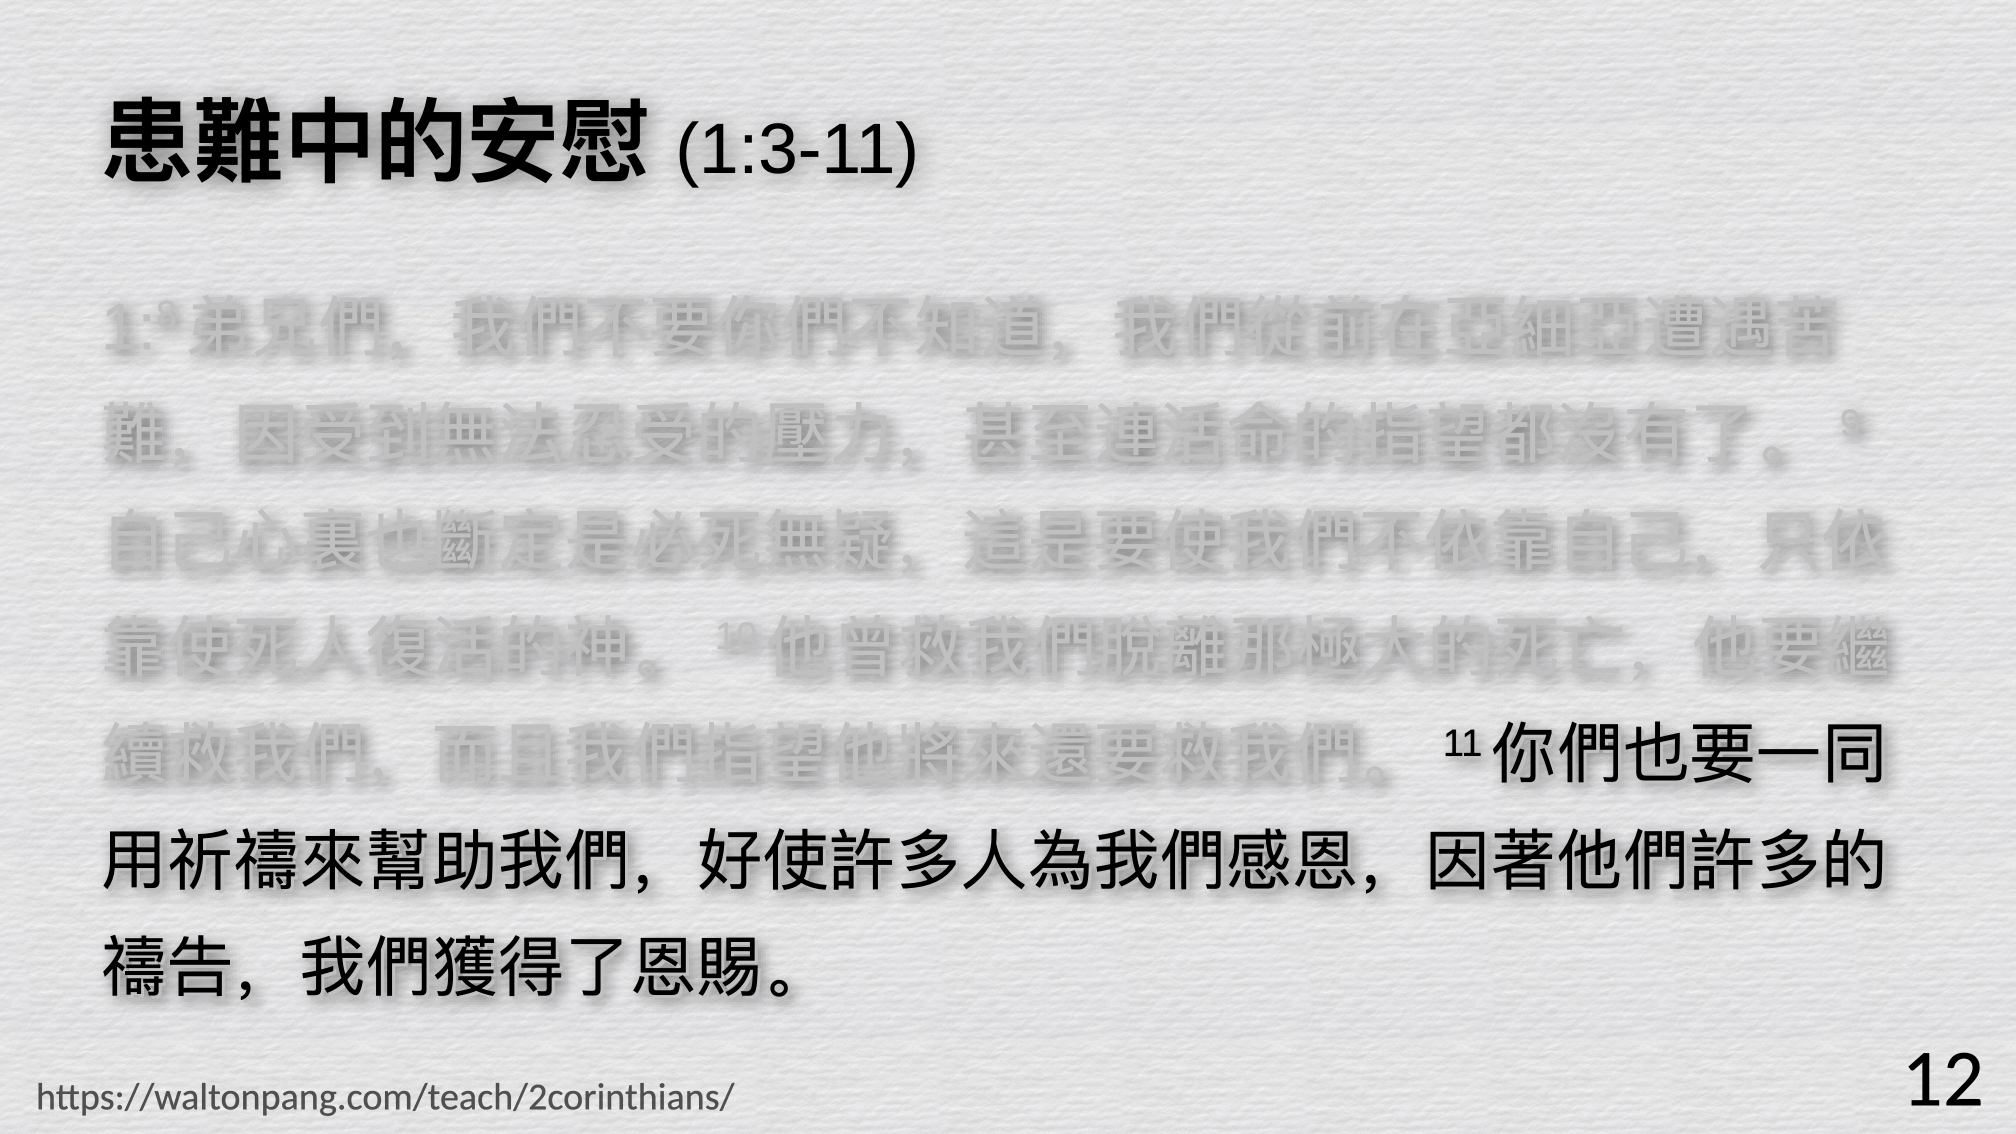 患難中的安慰 (1:3-11)
1:8 弟兄們，我們不要你們不知道，我們從前在亞細亞遭遇苦
難，因受到無法忍受的壓力，甚至連活命的指望都沒有了。 9
自己心裏也斷定是必死無疑，這是要使我們不依靠自己，只依
靠使死人復活的神。 10 他曾救我們脫離那極大的死亡，他要繼
續救我們，而且我們指望他將來還要救我們。 11 你們也要一同
用祈禱來幫助我們，好使許多人為我們感恩，因著他們許多的
禱告，我們獲得了恩賜。
https://waltonpang.com/teach/2corinthians/
12